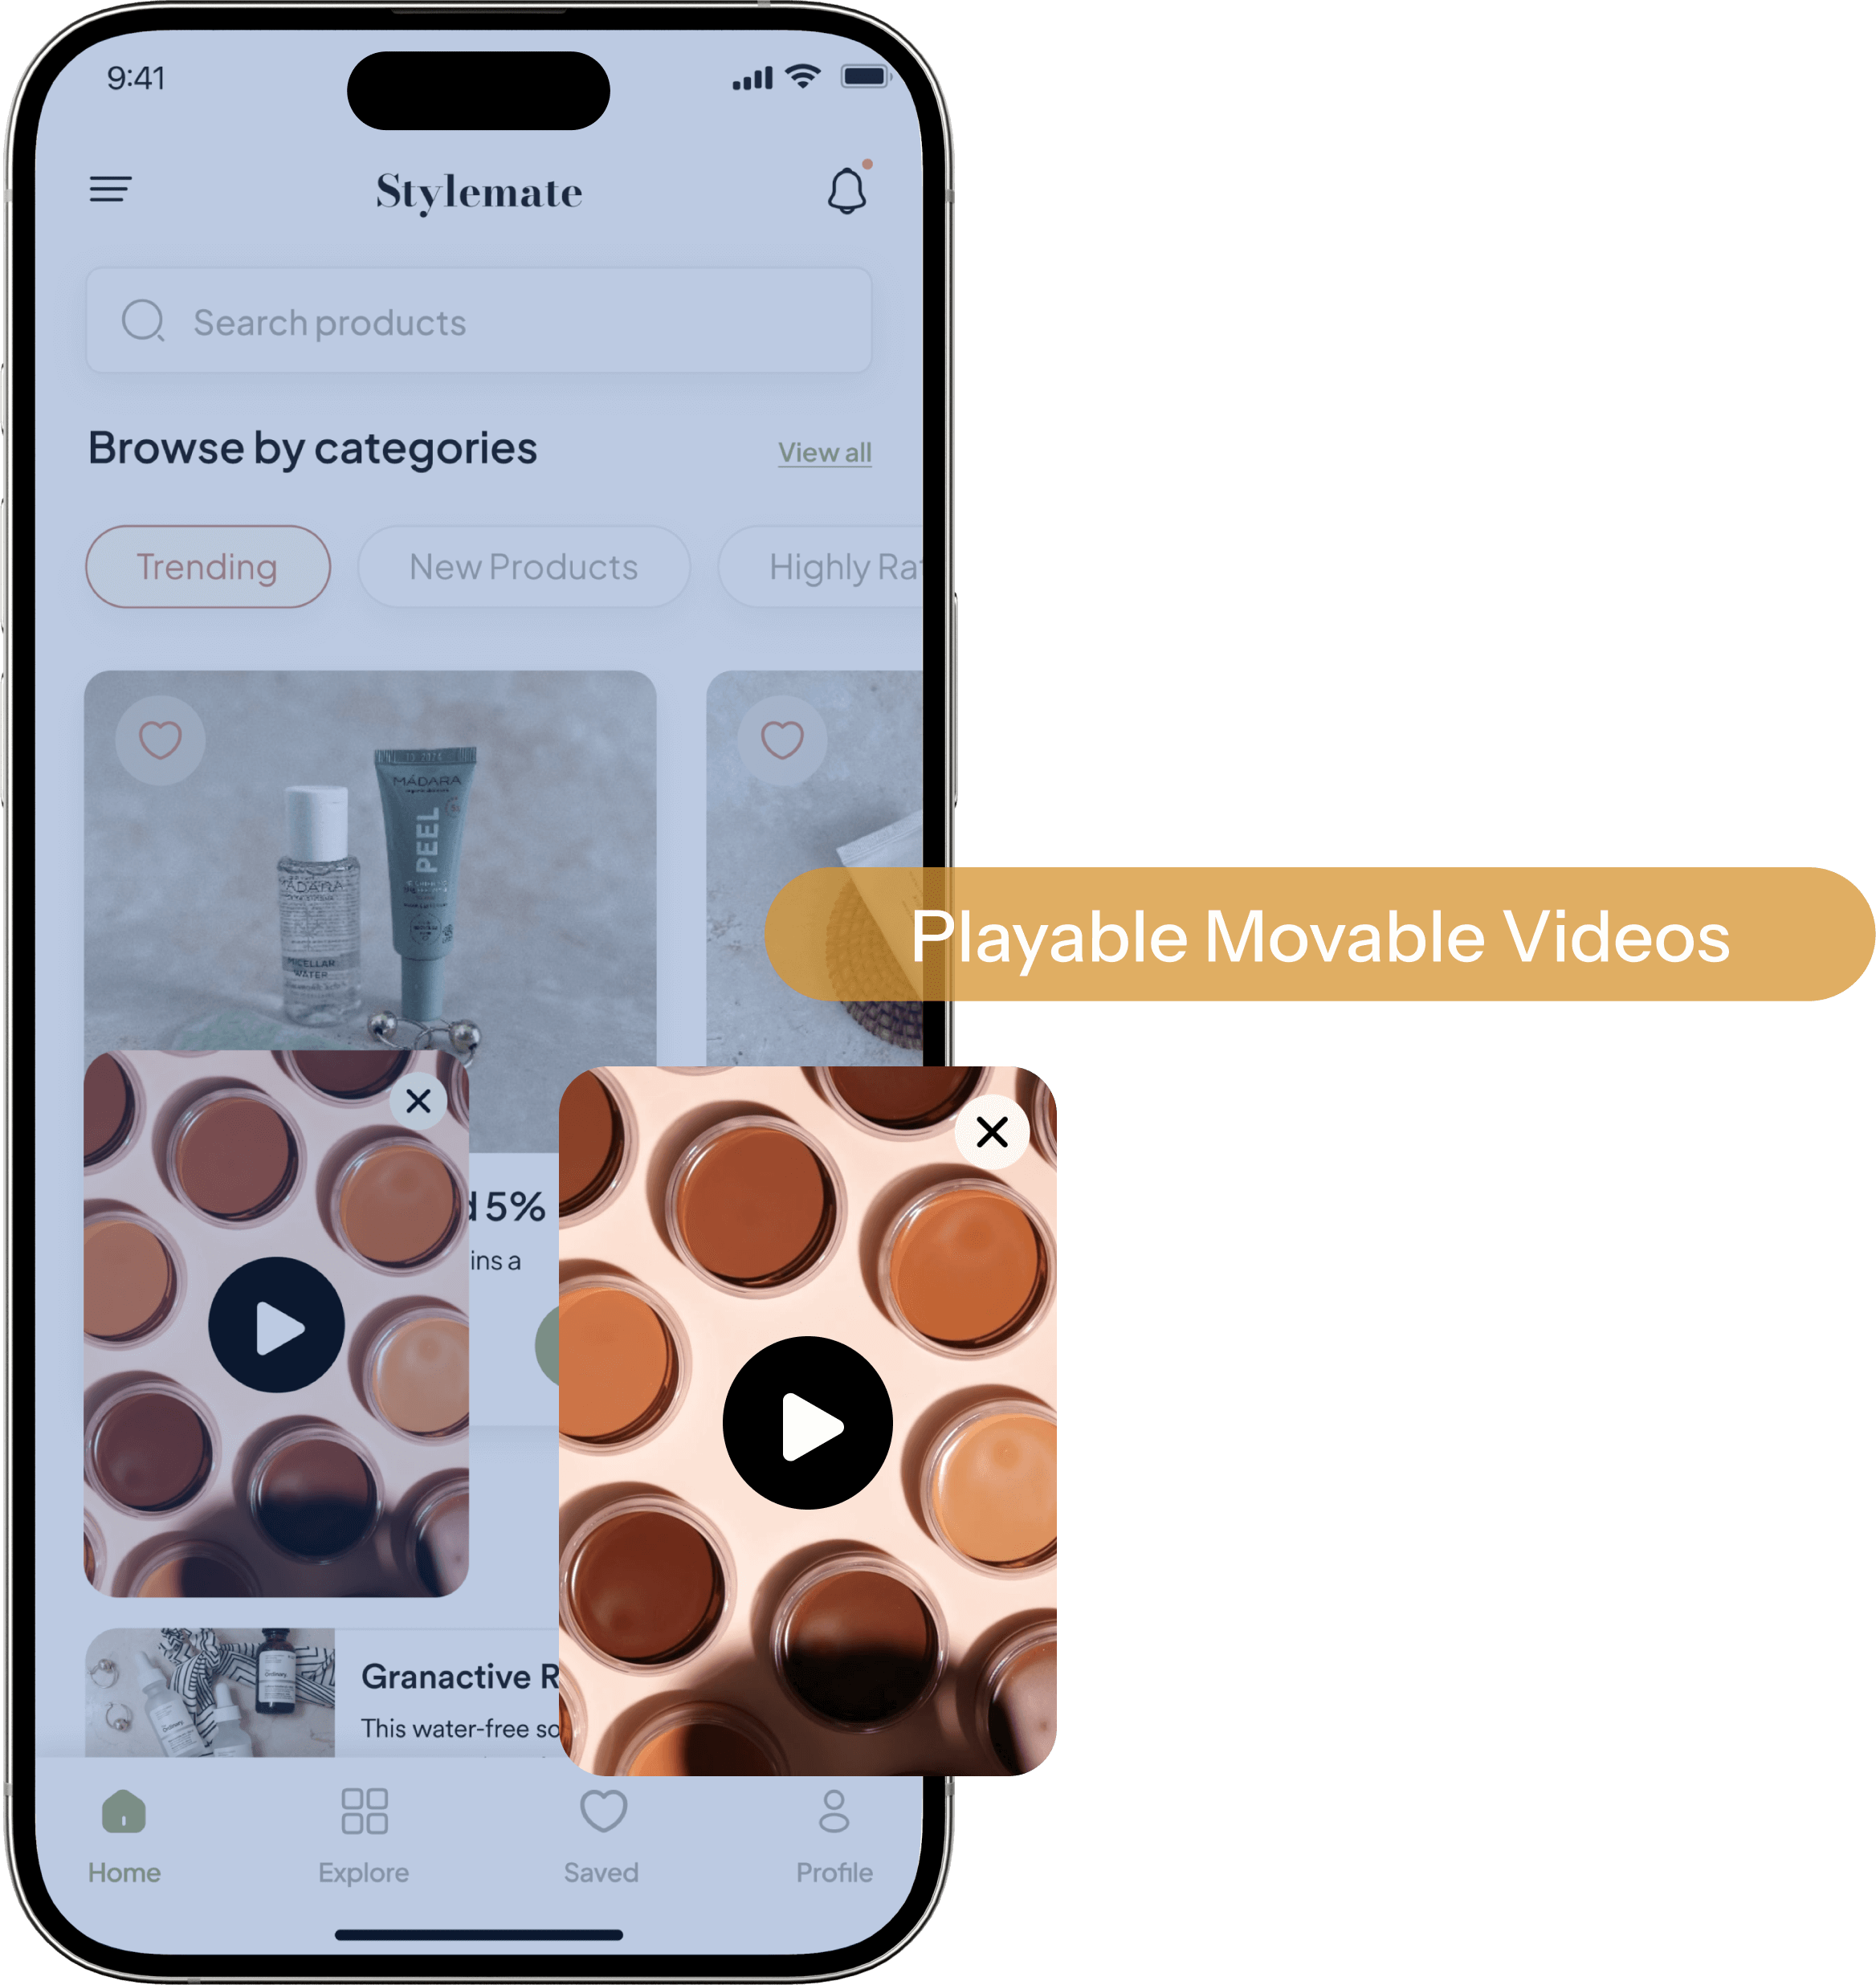 9:41
Stylemate
Search products
Browse by categories
View all
Trending
New Products
Highly Ra
MÁDARA
PEEL
MÁDARA
MICELLAR
WATER
Playable Movable Videos
d 5%
ins a
Granactive R
This water-free so
Home
Explore
Saved
Profile